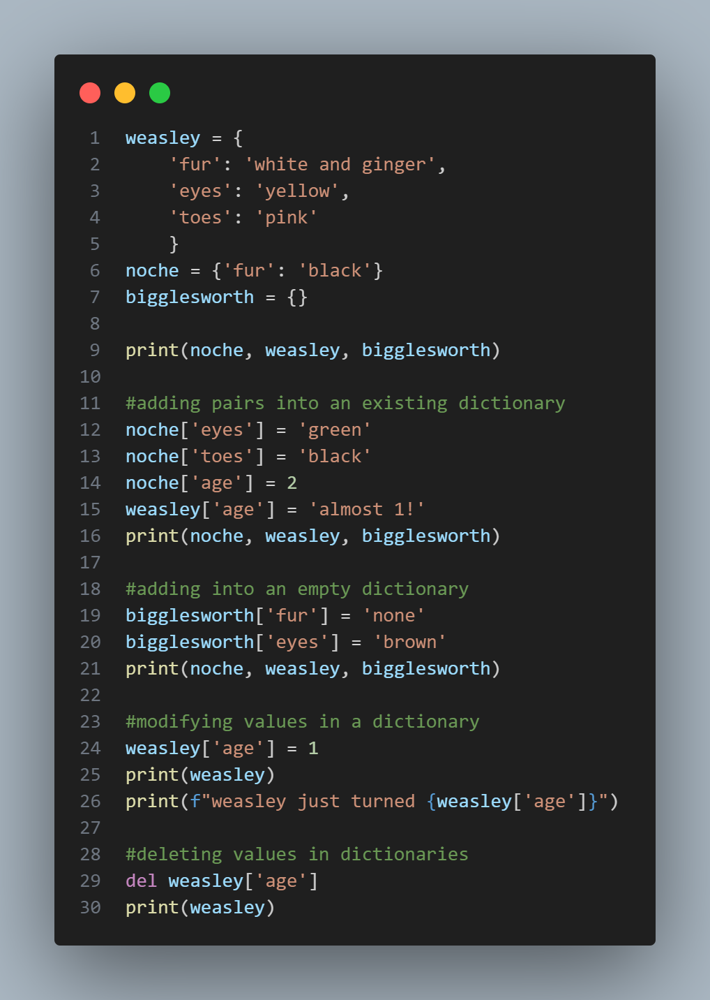 1 weasley = {
2     'fur': 'white and ginger',
3     'eyes': 'yellow',
4     'toes': 'pink'
5     }
6 noche = {'fur': 'black'}
7 bigglesworth = {}
8
9 print(noche, weasley, bigglesworth)
10
11 #adding pairs into an existing dictionary
12 noche['eyes'] = 'green'
13 noche['toes'] = 'black'
14 noche['age'] = 2
15 weasley['age'] = 'almost 1!'
16 print(noche, weasley, bigglesworth)
17
18 #adding into an empty dictionary
19 bigglesworth['fur'] = 'none'
20 bigglesworth['eyes'] = 'brown'
21 print(noche, weasley, bigglesworth)
22
23 #modifying values in a dictionary
24 weasley['age'] = 1
25 print(weasley)
26 print(f"weasley just turned {weasley['age']}")
27
28 #deleting values in dictionaries
29 del weasley['age']
30 print(weasley)